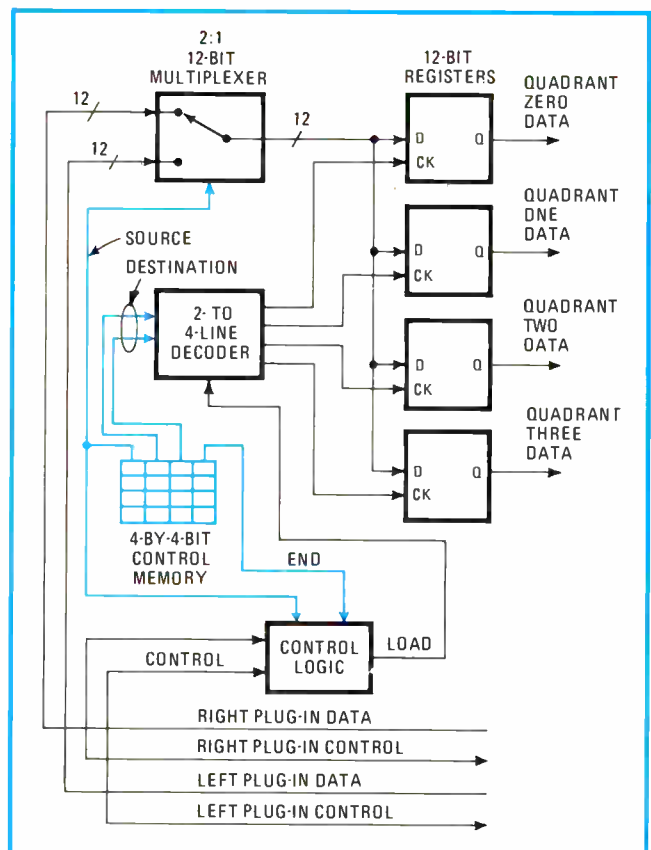 2:1
12-BIT
MULTIPLEXER
12-BIT
REGISTERS
12
12
12
D Q
CK
QUADRANT
ZERO
DATA
D Q
CK
QUADRANT
DNE
DATA
D Q
CK
QUADRANT
TWO
DATA
D Q
CK
QUADRANT
THREE
DATA
SOURCE
DESTINATION
2- TO
4-LINE
DECODER
4-BY-4-BIT
CONTROL
MEMORY
END
CONTROL
LOGIC
LOAD
CONTROL
RIGHT PLUG-IN DATA
RIGHT PLUG-IN CONTROL
LEFT PLUG-IN DATA
LEFT PLUG-IN CONTROL